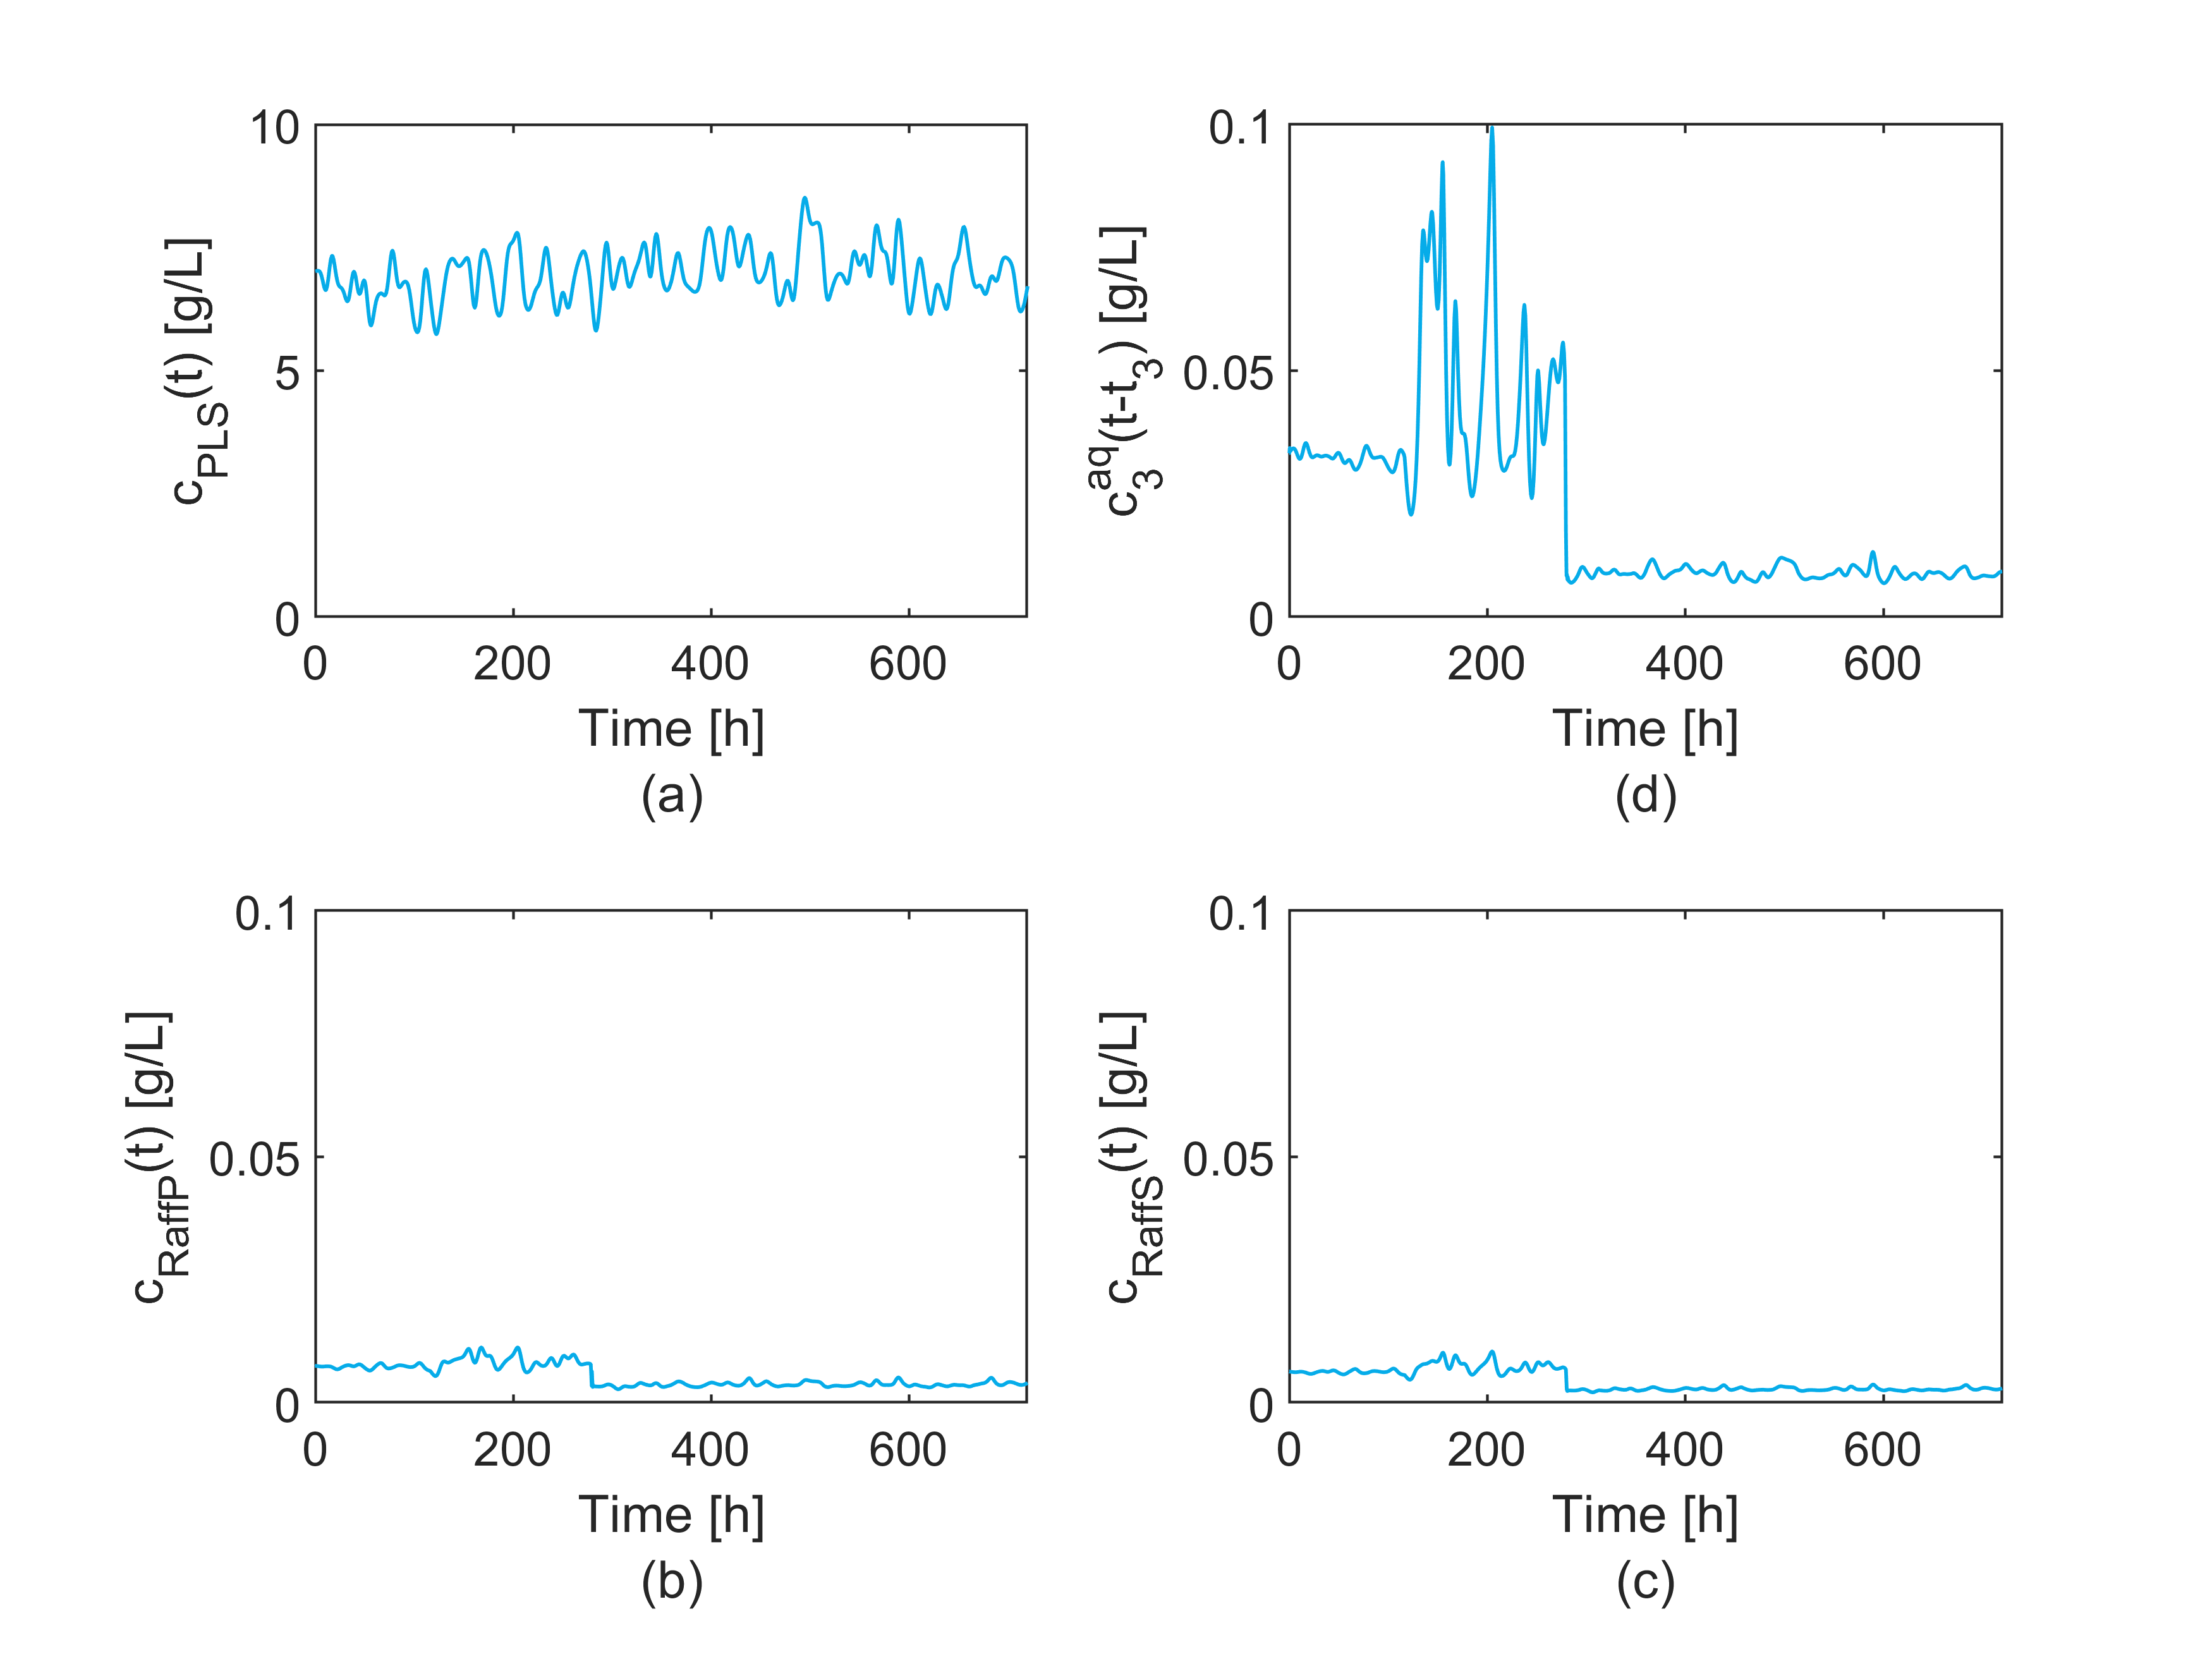 c_PLS(t) [g/L]
10
5
0
0 200 400 600
Time [h]
(a)
c_3^aq(t-t_3) [g/L]
0.1
0.05
0
0 200 400 600
Time [h]
(d)
c_RaffP(t) [g/L]
0.1
0.05
0
0 200 400 600
Time [h]
(b)
c_RaffS(t) [g/L]
0.1
0.05
0
0 200 400 600
Time [h]
(c)